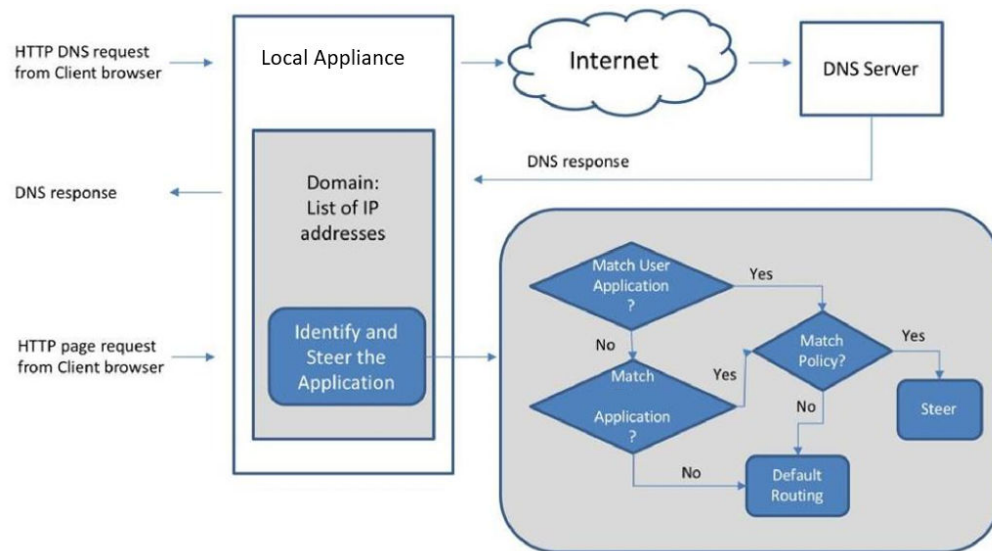 HTTP DNS request
from Client browser
Local Appliance
Internet
DNS Server
DNS response
DNS response
Domain:
List of IP
addresses
HTTP page request
from Client browser
Identify and
Steer the
Application
Match User
Application
?
Yes
No
Match
Application
?
Yes
Match
Policy?
Yes
No
Steer
No
Default
Routing